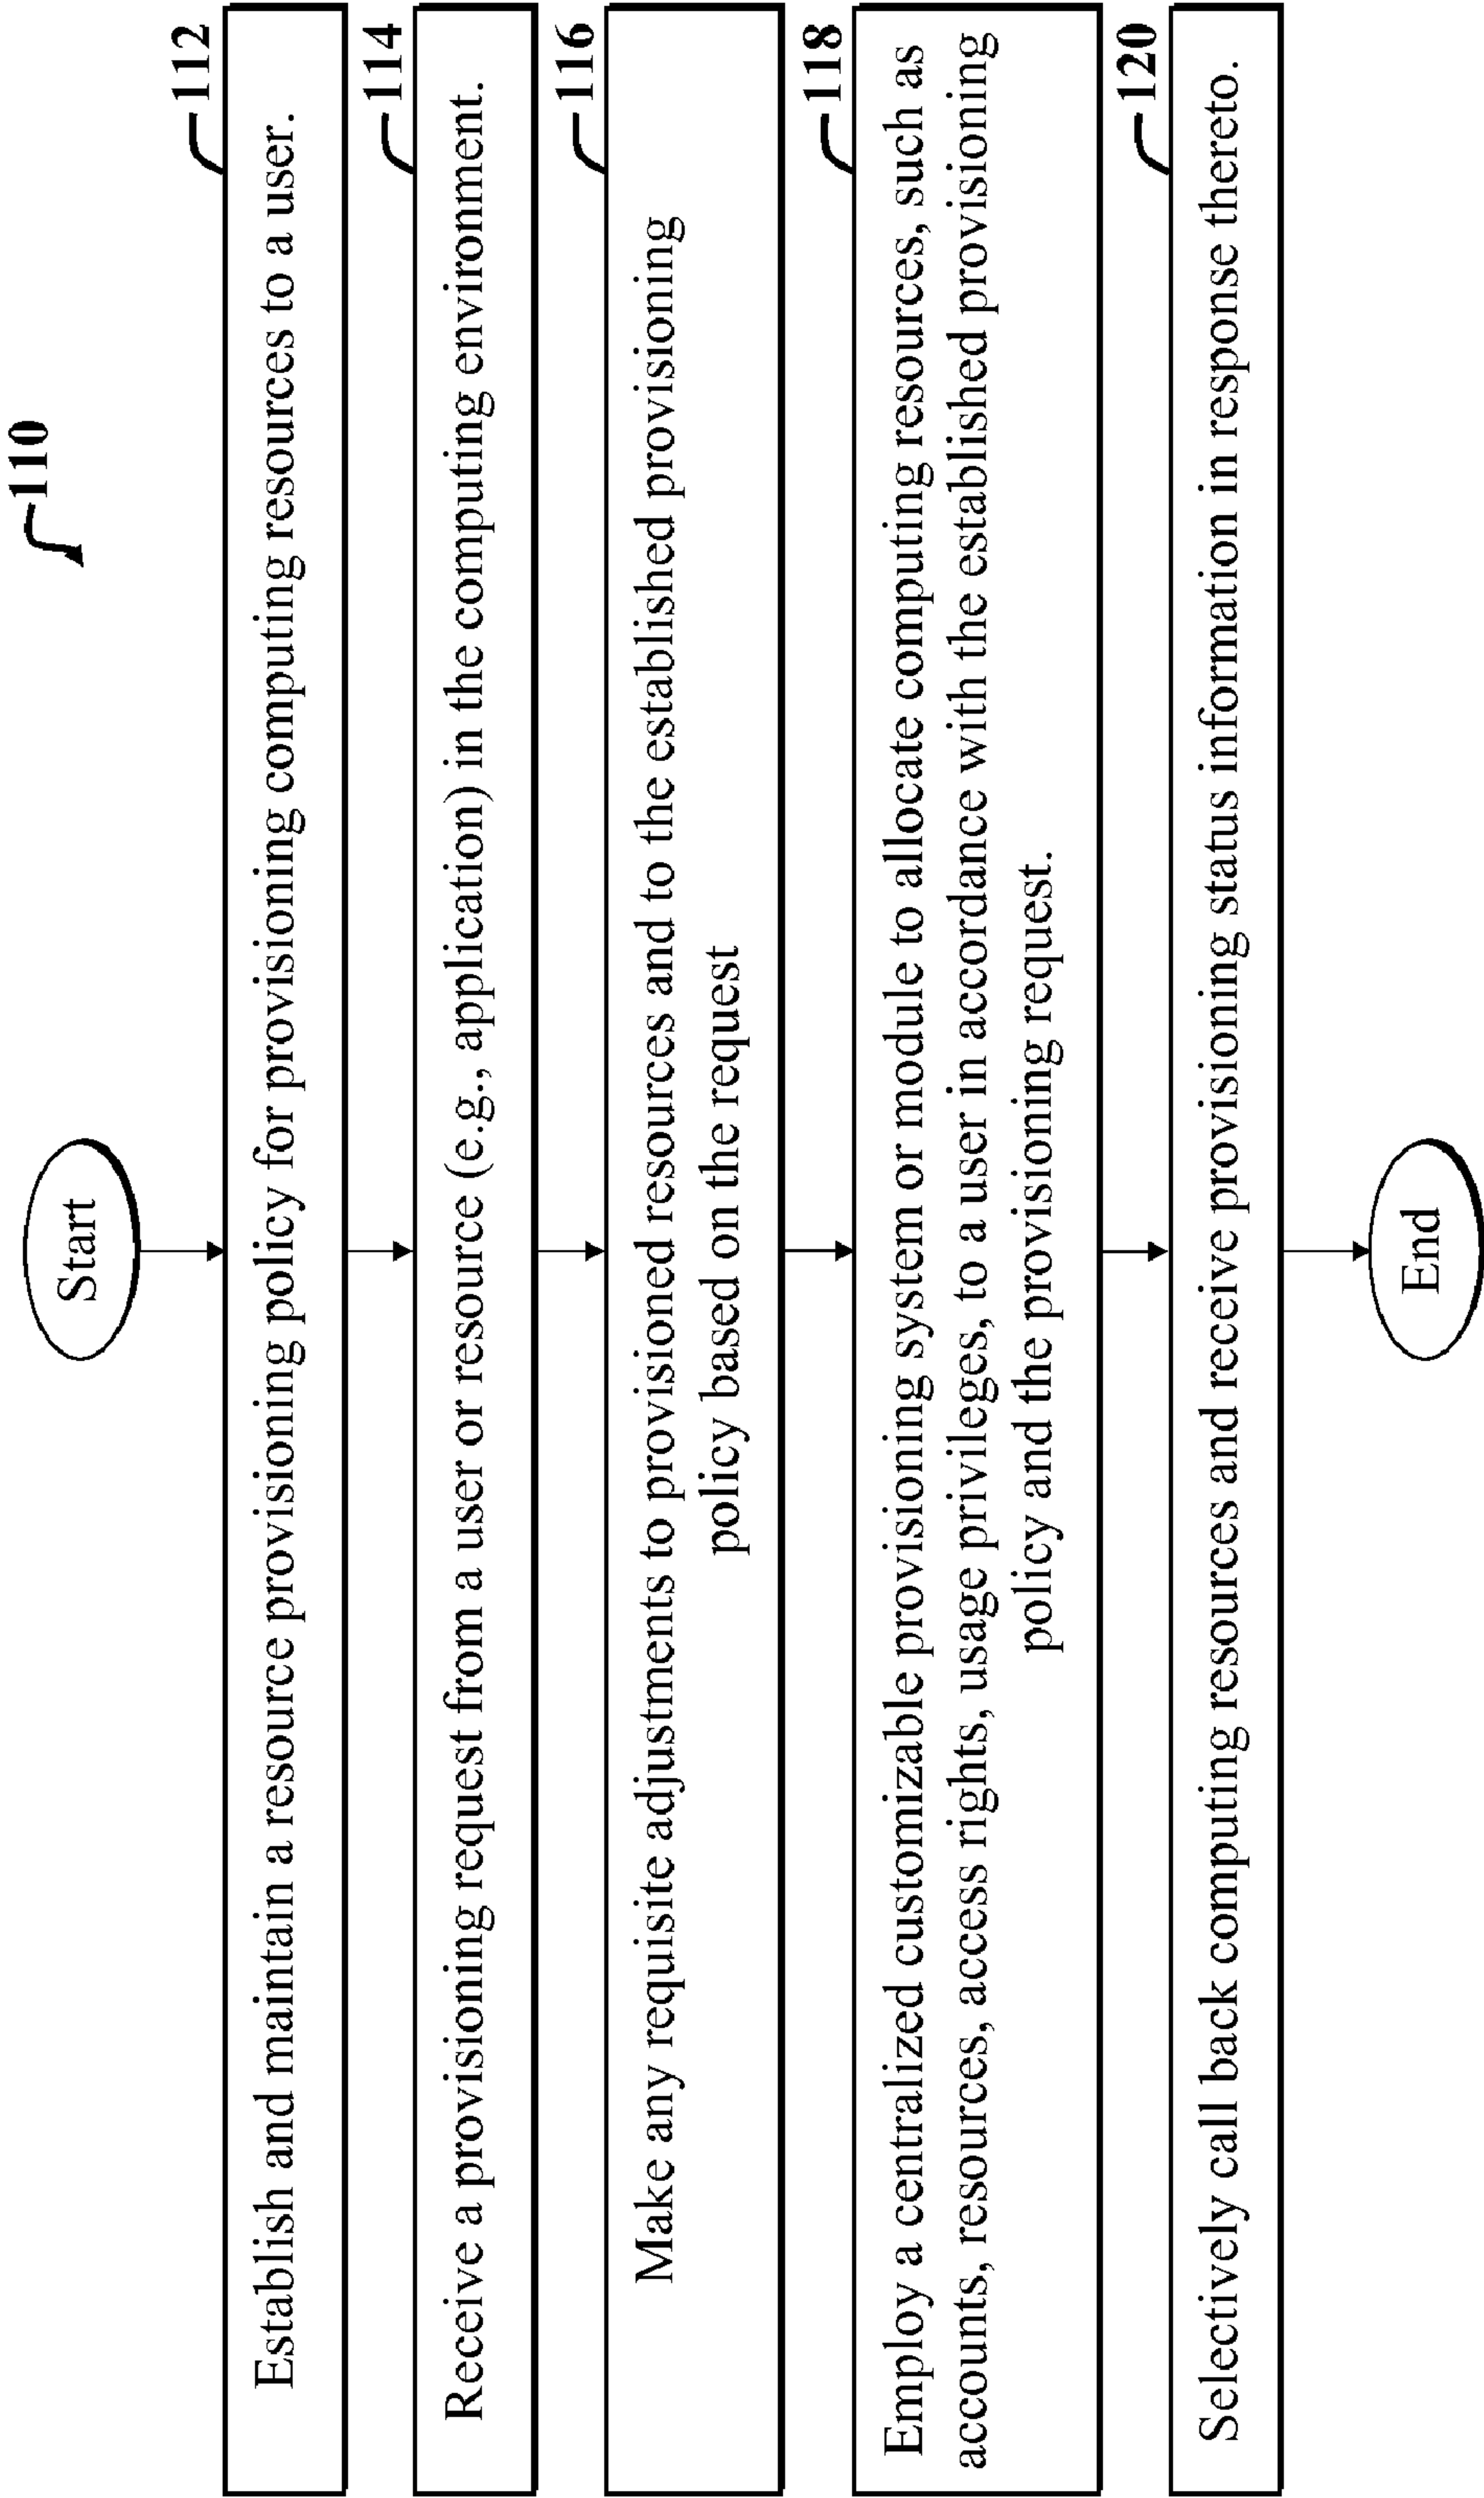 110
Start
112
Establish and maintain a resource provisioning policy for provisioning computing resources to a user.
114
Receive a provisioning request from a user or resource (e.g., application) in the computing environment.
116
Make any requisite adjustments to provisioned resources and to the established provisioning
policy based on the request
118
Employ a centralized customizable provisioning system or module to allocate computing resources, such as
accounts, resources, access rights, usage privileges, to a user in accordance with the established provisioning
policy and the provisioning request.
120
Selectively call back computing resources and receive provisioning status information in response thereto.
End